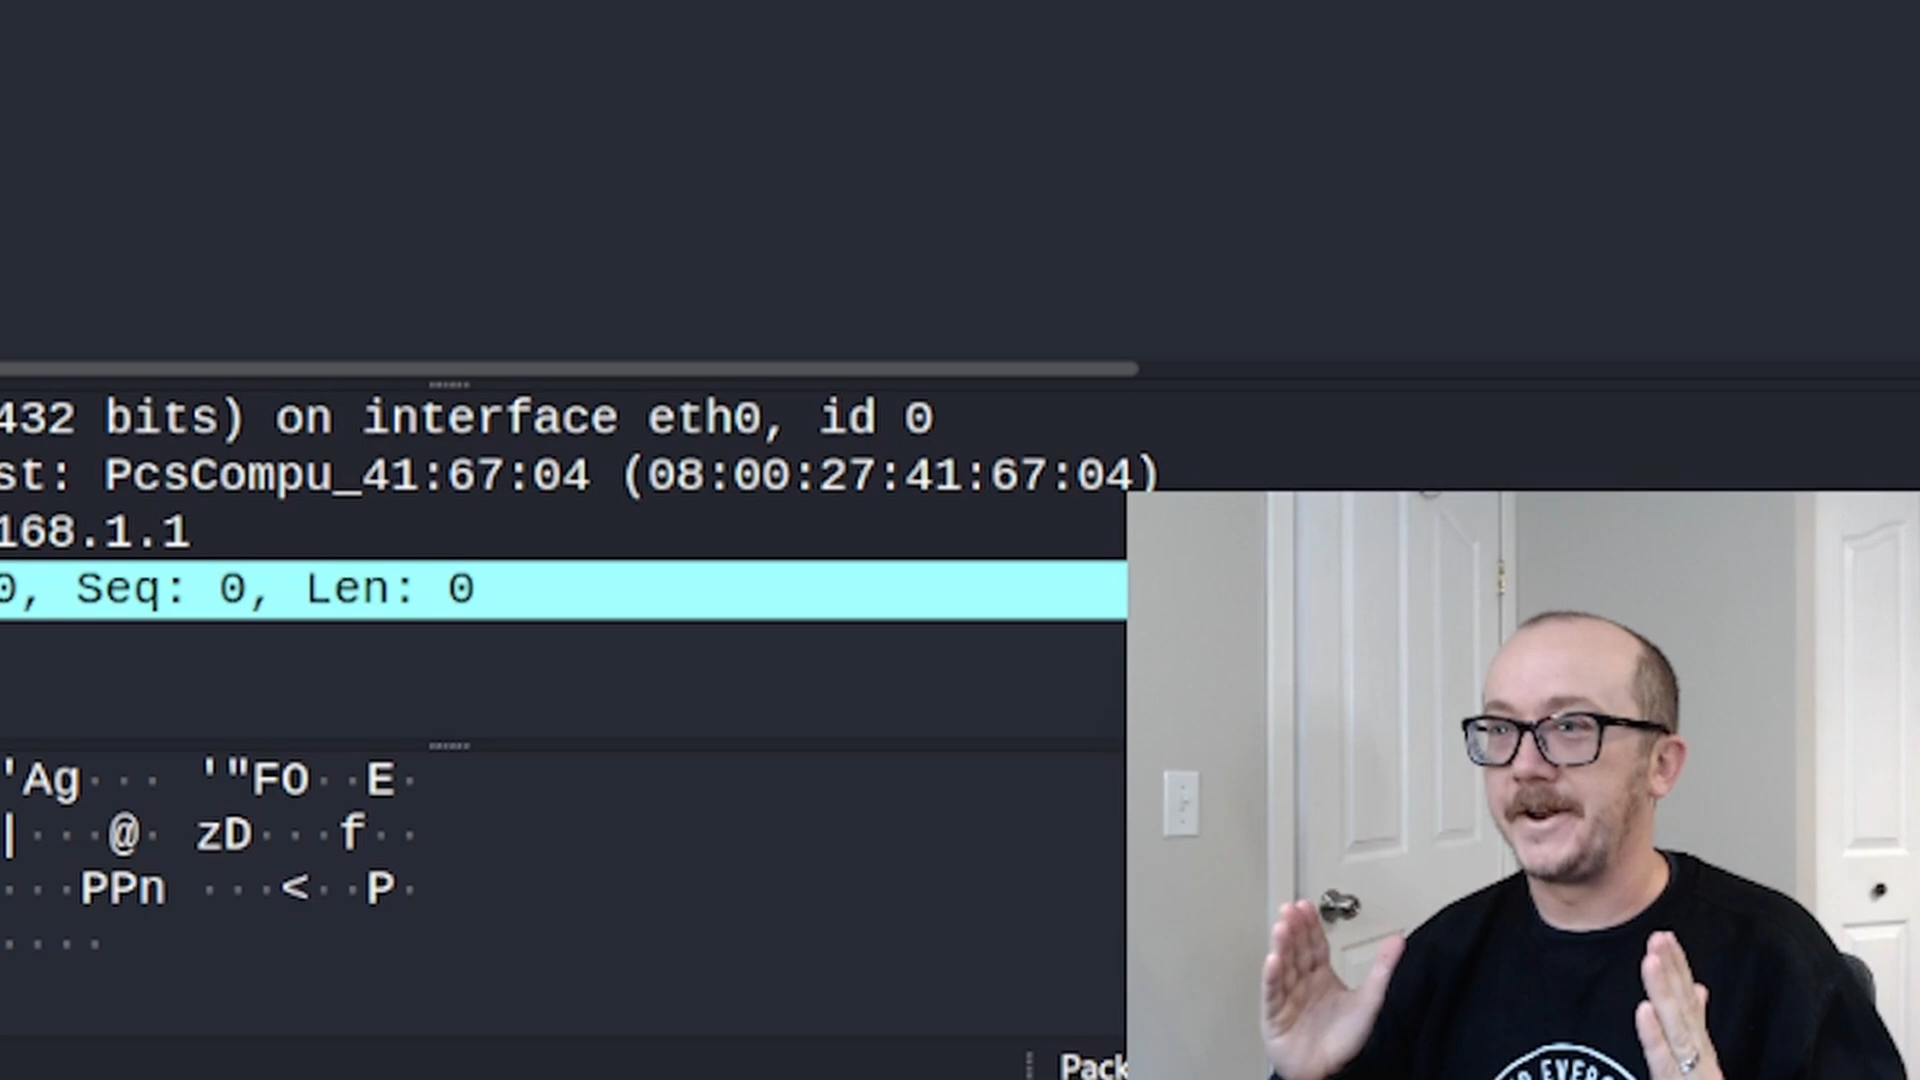 432 bits) on interface eth0, id 0
st: PcsCompu_41:67:04 (08:00:27:41:67:04)
168.1.1
0, Seq: 0, Len: 0
'Ag··· '"FO··E·
|···@· zD···f··
···PPn ···<··P·
····
Pack
EVER